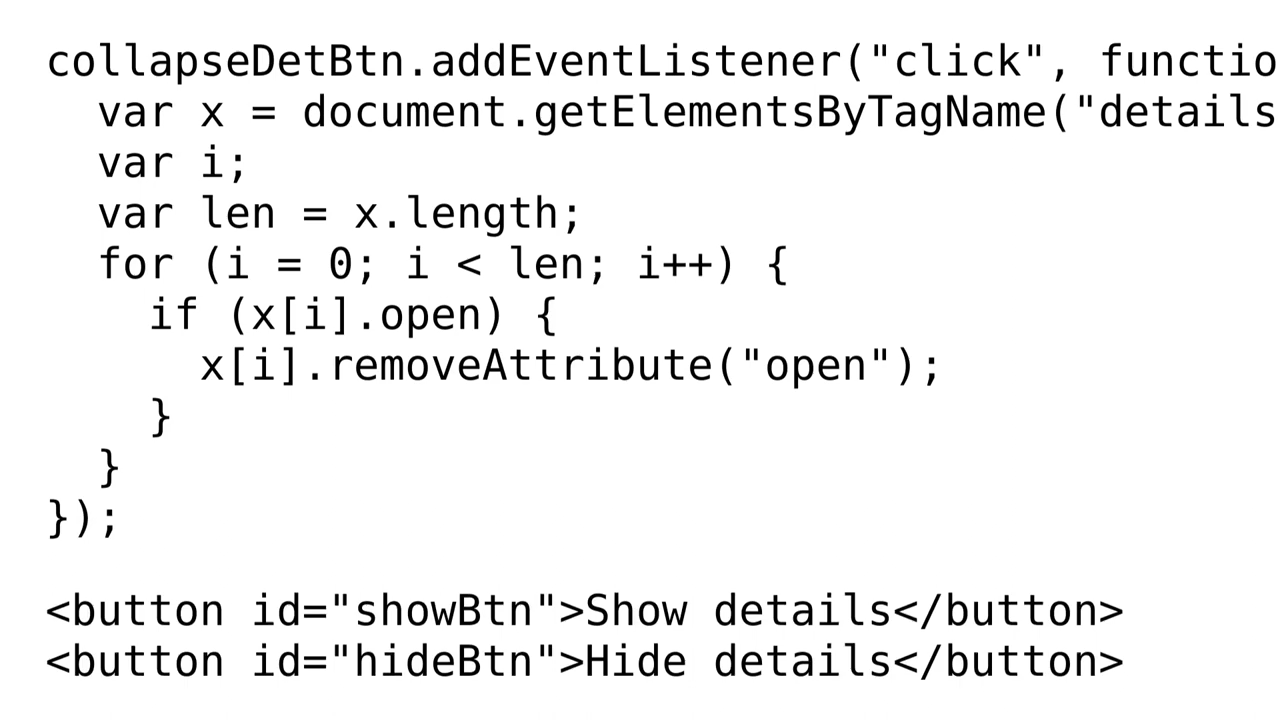 collapseDetBtn.addEventListener("click", functio
  var x = document.getElementsByTagName("details
  var i;
  var len = x.length;
  for (i = 0; i < len; i++) {
    if (x[i].open) {
      x[i].removeAttribute("open");
    }
  }
});

<button id="showBtn">Show details</button>
<button id="hideBtn">Hide details</button>